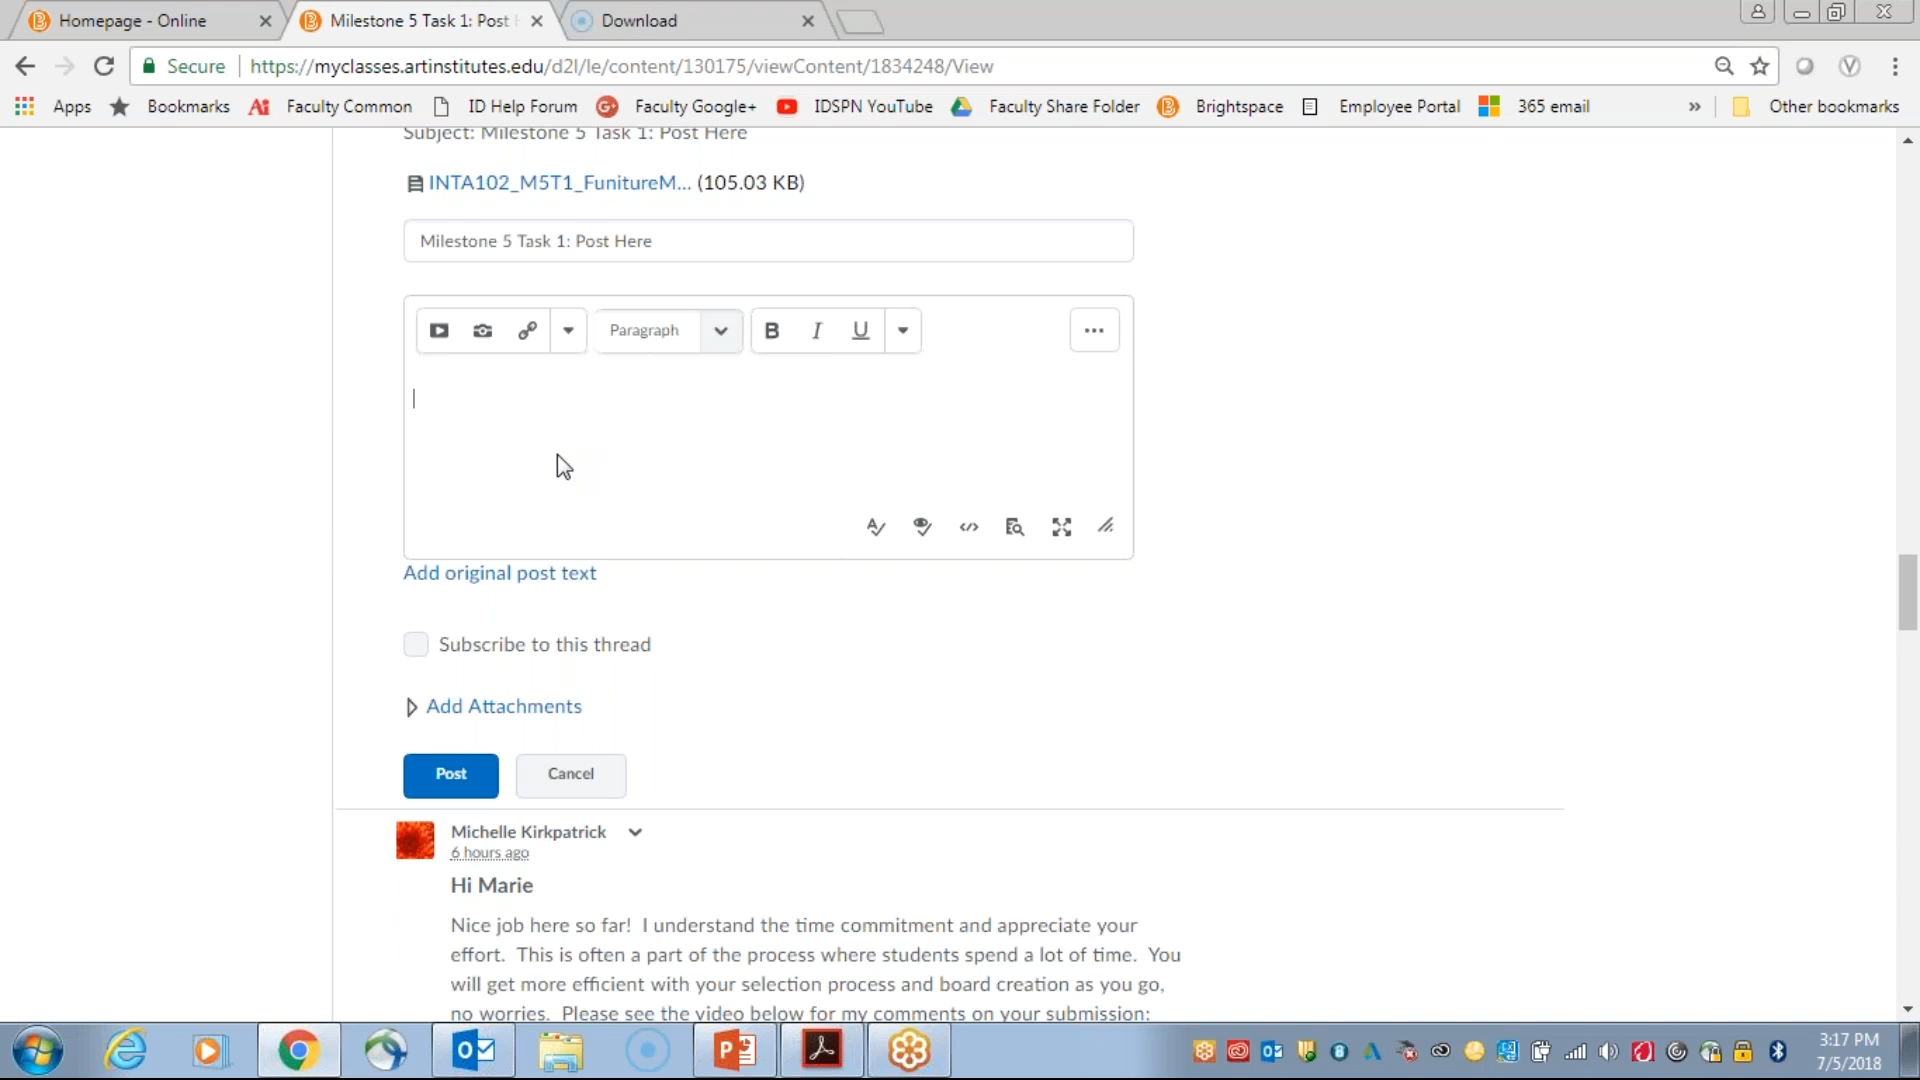 Homepage - Online
Milestone 5 Task 1: Post
Download
Secure
https://myclasses.artinstitutes.edu/d2l/le/content/130175/viewContent/1834248/View
Apps
Bookmarks
Faculty Common
ID Help Forum
Faculty Google+
IDSPN YouTube
Faculty Share Folder
Brightspace
Employee Portal
365 email
»
Other bookmarks
Subject: Milestone 5 Task 1: Post Here
INTA102_M5T1_FunitureM... (105.03 KB)
Milestone 5 Task 1: Post Here
Paragraph
B I U
Add original post text
Subscribe to this thread
Add Attachments
Post
Cancel
Michelle Kirkpatrick
6 hours ago
Hi Marie
Nice job here so far!  I understand the time commitment and appreciate your
effort.  This is often a part of the process where students spend a lot of time.  You
will get more efficient with your selection process and board creation as you go,
no worries.  Please see the video below for my comments on your submission:
3:17 PM
7/5/2018